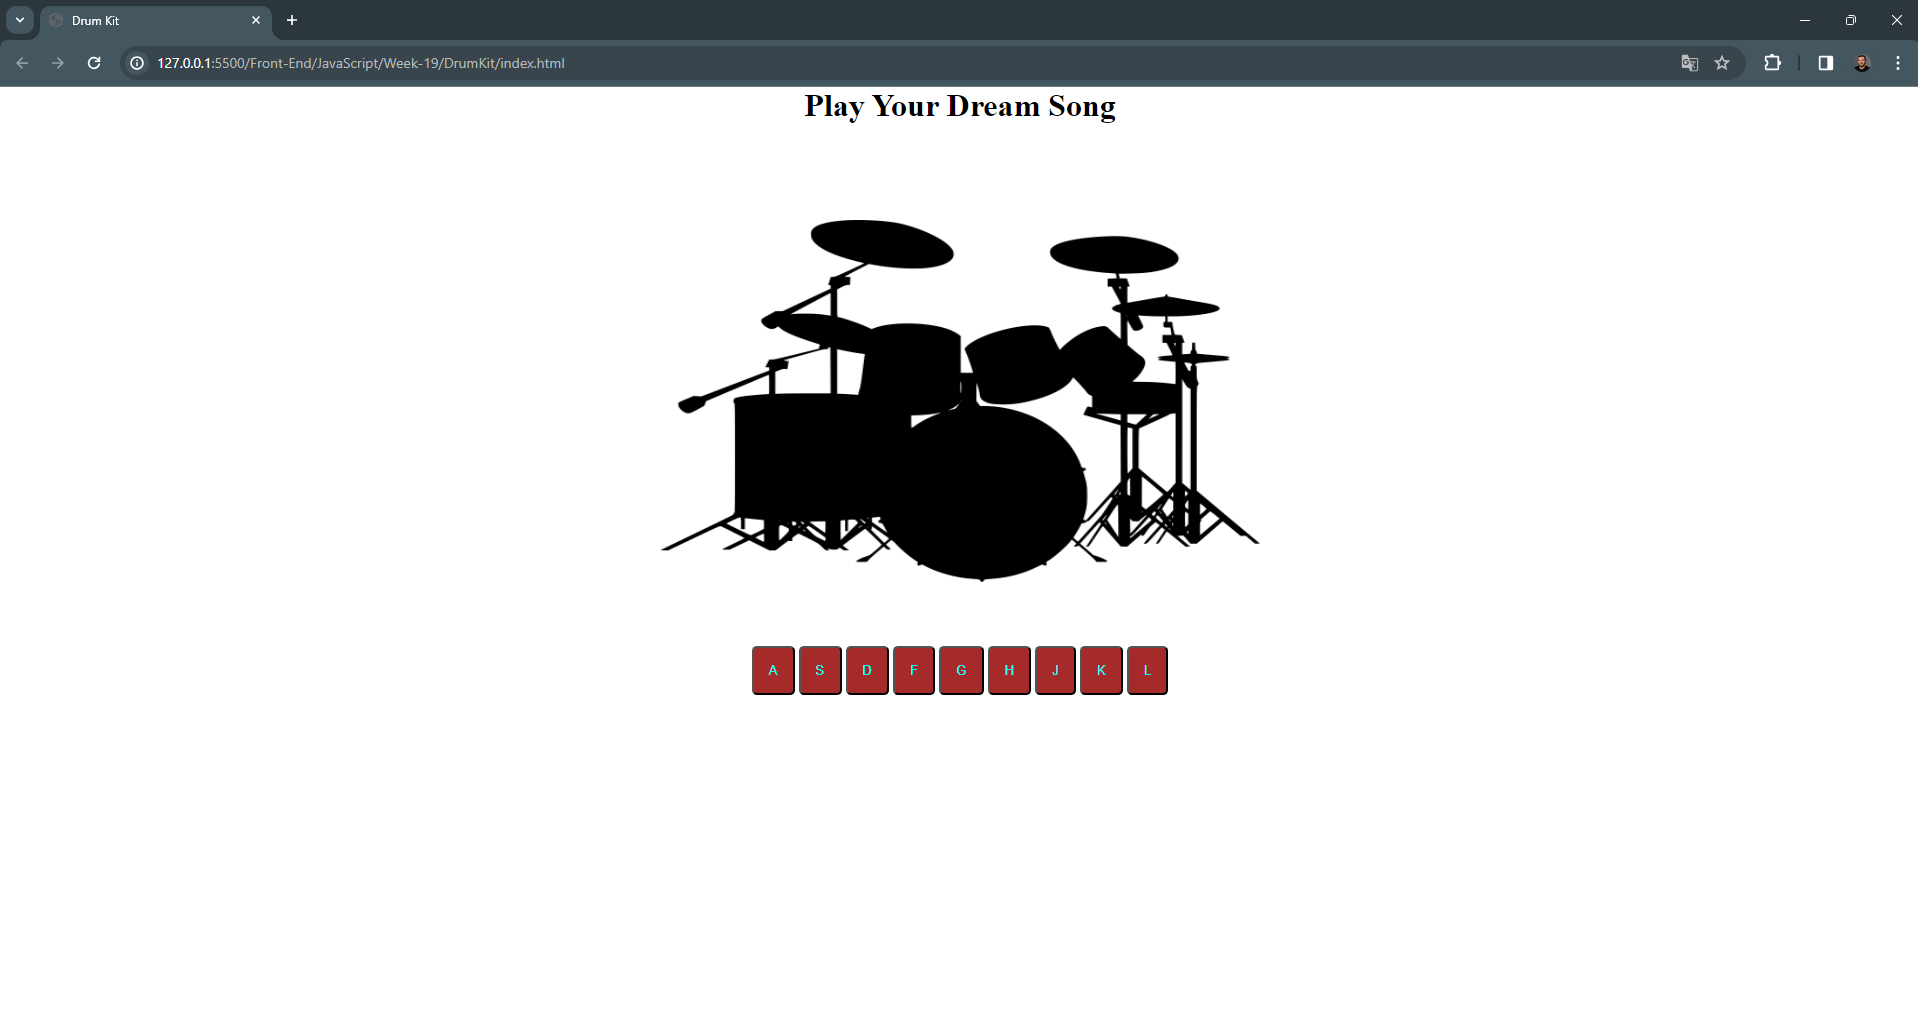 Drum Kit
127.0.0.1:5500/Front-End/JavaScript/Week-19/DrumKit/index.html
Play Your Dream Song
A S D F G H J K L